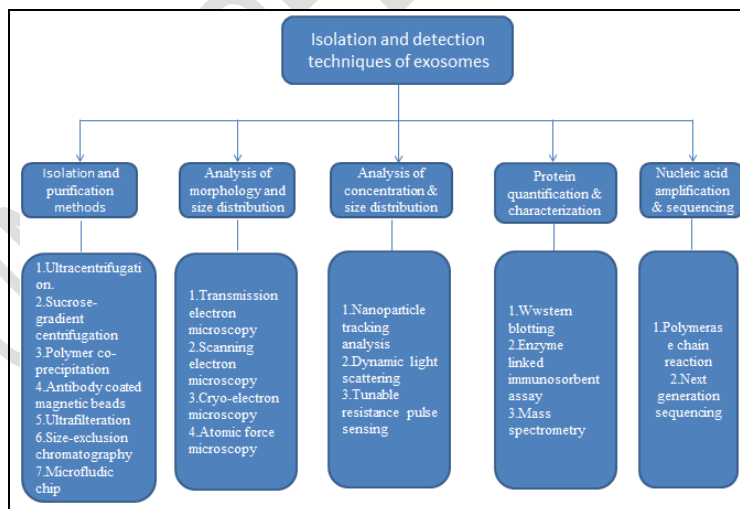 Isolation and detection
techniques of exosomes
Isolation and
purification
methods
Analysis of
morphology and
size distribution
Analysis of
concentration &
size distribution
Protein
quantification &
characterization
Nucleic acid
amplification
& sequencing
1.Ultracentrifugation.
2.Sucrose-
gradient
centrifugation
3.Polymer co-
precipitation
4.Antibody coated
magnetic beads
5.Ultrafilteration
6.Size-exclusion
chromatography
7.Microfludic
chip
1.Transmission
electron
microscopy
2.Scanning
electron
microscopy
3.Cryo-electron
microscopy
4.Atomic force
microscopy
1.Nanoparticle
tracking
analysis
2.Dynamic light
scattering
3.Tunable
resistance pulse
sensing
1.Wwstern
blotting
2.Enzyme
linked
immunosorbent
assay
3.Mass
spectrometry
1.Polymeras
e chain
reaction
2.Next
generation
sequencing